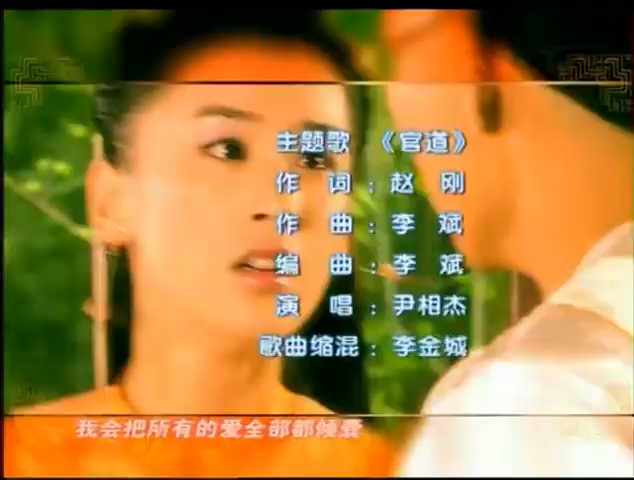 主题歌 《官道》
作 词：赵 刚
作 曲：李 斌
编 曲：李 斌
演 唱：尹相杰
歌曲缩混：李金城
我会把所有的爱全部都倾囊